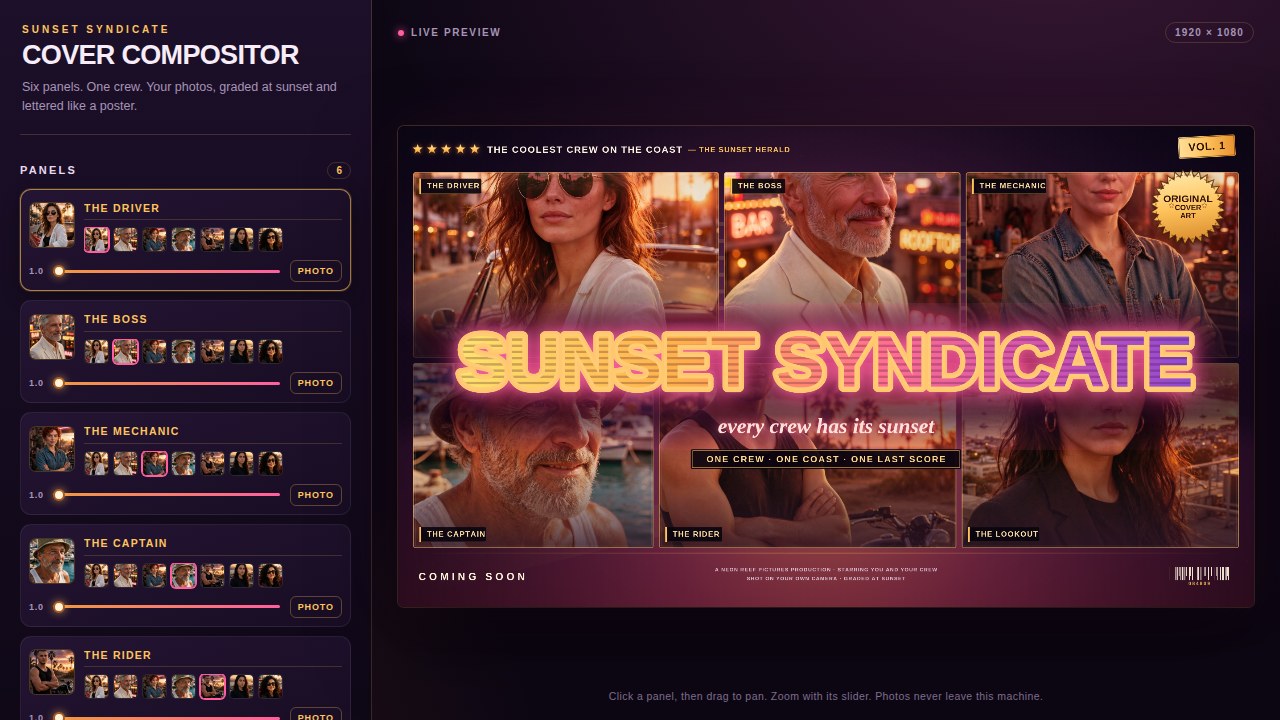 SUNSET SYNDICATE
COVER COMPOSITOR
Six panels. One crew. Your photos, graded at sunset and
lettered like a poster.
PANELS
6
THE DRIVER
1.0
PHOTO
THE BOSS
1.0
PHOTO
THE MECHANIC
1.0
PHOTO
THE CAPTAIN
1.0
PHOTO
THE RIDER
1.0
PHOTO
LIVE PREVIEW
1920 × 1080
★★★★★ THE COOLEST CREW ON THE COAST — THE SUNSET HERALD
VOL. 1
THE DRIVER
THE BOSS
THE MECHANIC
ORIGINAL
COVER
ART
BAR
ROOFTOP
SUNSET SYNDICATE
every crew has its sunset
ONE CREW · ONE COAST · ONE LAST SCORE
THE CAPTAIN
THE RIDER
THE LOOKOUT
COMING SOON
A NEON REEF PICTURES PRODUCTION · STARRING YOU AND YOUR CREW
SHOT ON YOUR OWN CAMERA · GRADED AT SUNSET
Click a panel, then drag to pan. Zoom with its slider. Photos never leave this machine.